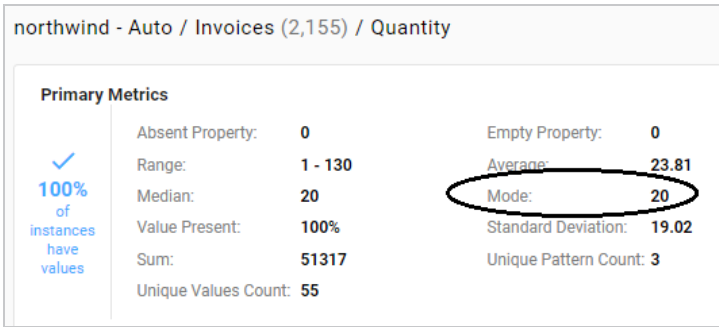 northwind - Auto / Invoices (2,155) / Quantity
Primary Metrics
Absent Property: 0 Empty Property: 0
Range: 1 - 130 Average: 23.81
Median: 20 Mode: 20
Value Present: 100% Standard Deviation: 19.02
Sum: 51317 Unique Pattern Count: 3
Unique Values Count: 55
100%
of
instances
have
values